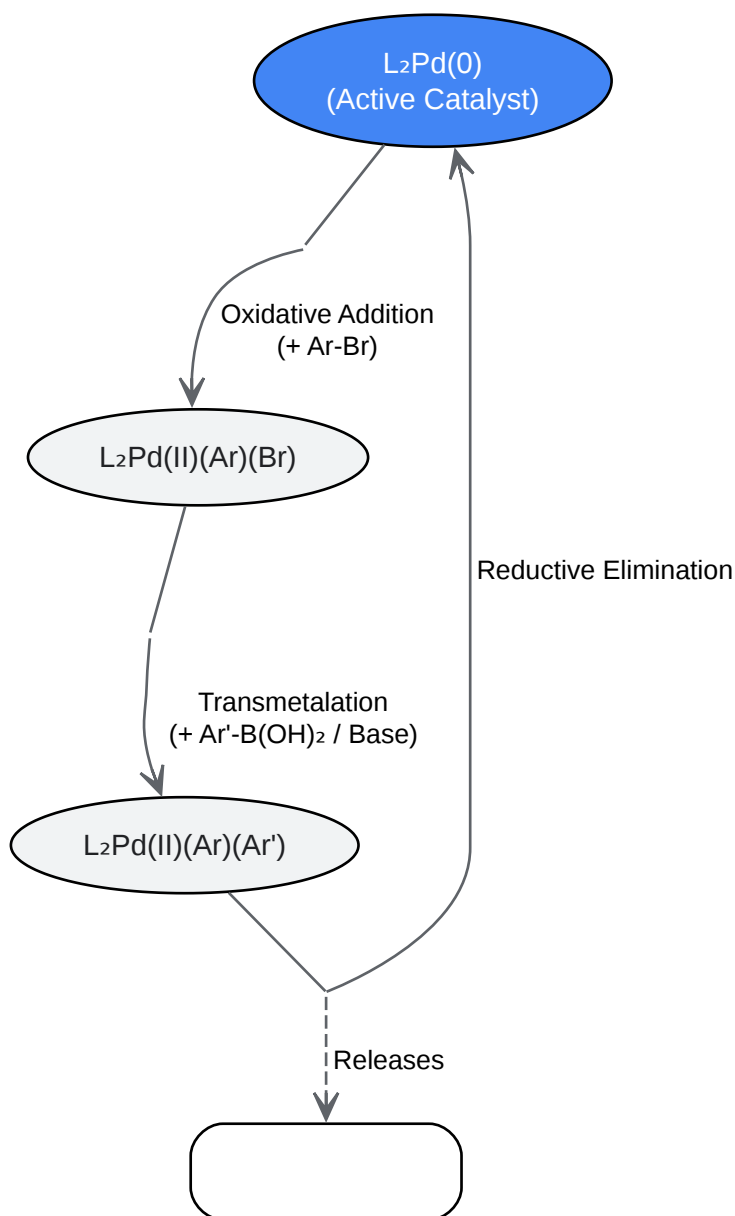 L₂Pd(0)
(Active Catalyst)
Oxidative Addition
(+ Ar-Br)
L₂Pd(II)(Ar)(Br)
Reductive Elimination
Transmetalation
(+ Ar'-B(OH)₂ / Base)
L₂Pd(II)(Ar)(Ar')
Releases